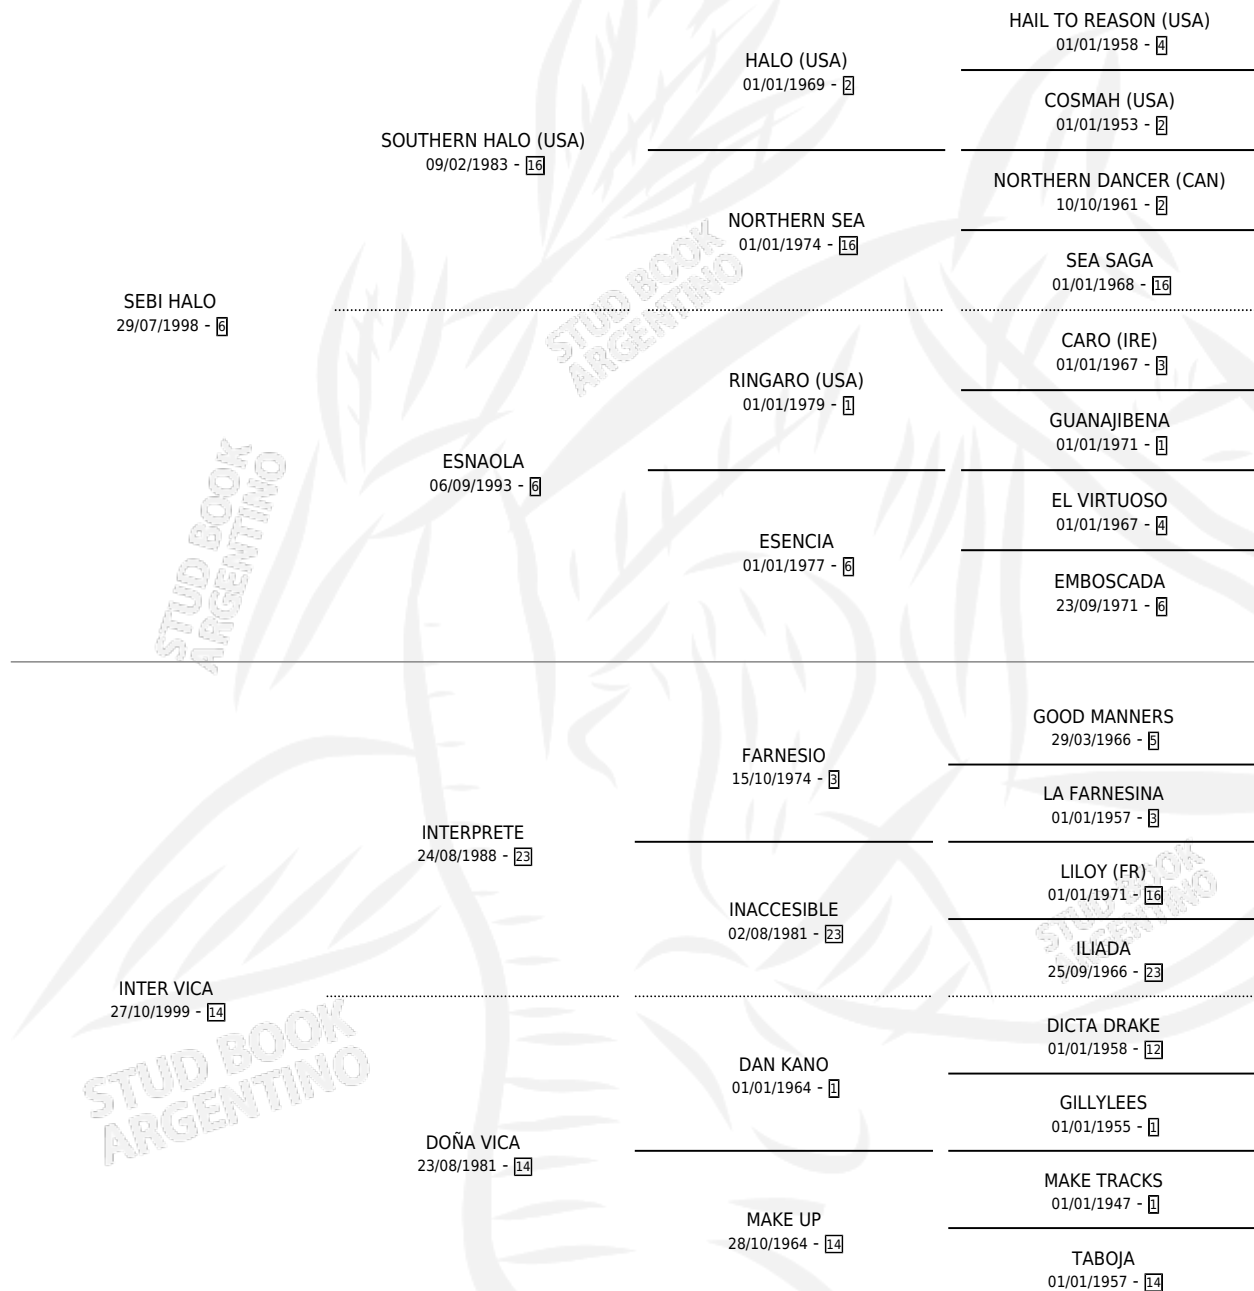 HAIL TO REASON (USA)
01/01/1958 - 4
HALO (USA)
01/01/1969 - 2
COSMAH (USA)
01/01/1953 - 2
SOUTHERN HALO (USA)
09/02/1983 - 16
NORTHERN DANCER (CAN)
10/10/1961 - 2
NORTHERN SEA
01/01/1974 - 16
SEA SAGA
01/01/1968 - 16
SEBI HALO
29/07/1998 - 6
STUD BOOK
ARGENTINO
CARO (IRE)
01/01/1967 - 3
RINGARO (USA)
01/01/1979 - 1
GUANAJIBENA
01/01/1971 - 1
ESNAOLA
06/09/1993 - 6
EL VIRTUOSO
01/01/1967 - 4
ESENCIA
01/01/1977 - 6
EMBOSCADA
23/09/1971 - 6
STUD BOOK
ARGENTINO
GOOD MANNERS
29/03/1966 - 5
FARNESIO
15/10/1974 - 3
LA FARNESINA
01/01/1957 - 3
INTERPRETE
24/08/1988 - 23
LILOY (FR)
01/01/1971 - 16
INACCESIBLE
02/08/1981 - 23
ILIADA
25/09/1966 - 23
STUD BOOK
ARGENTINO
INTER VICA
27/10/1999 - 14
STUD BOOK
ARGENTINO
DICTA DRAKE
01/01/1958 - 12
DAN KANO
01/01/1964 - 1
GILLYLEES
01/01/1955 - 1
DOÑA VICA
23/08/1981 - 14
MAKE TRACKS
01/01/1947 - 1
MAKE UP
28/10/1964 - 14
TABOJA
01/01/1957 - 14